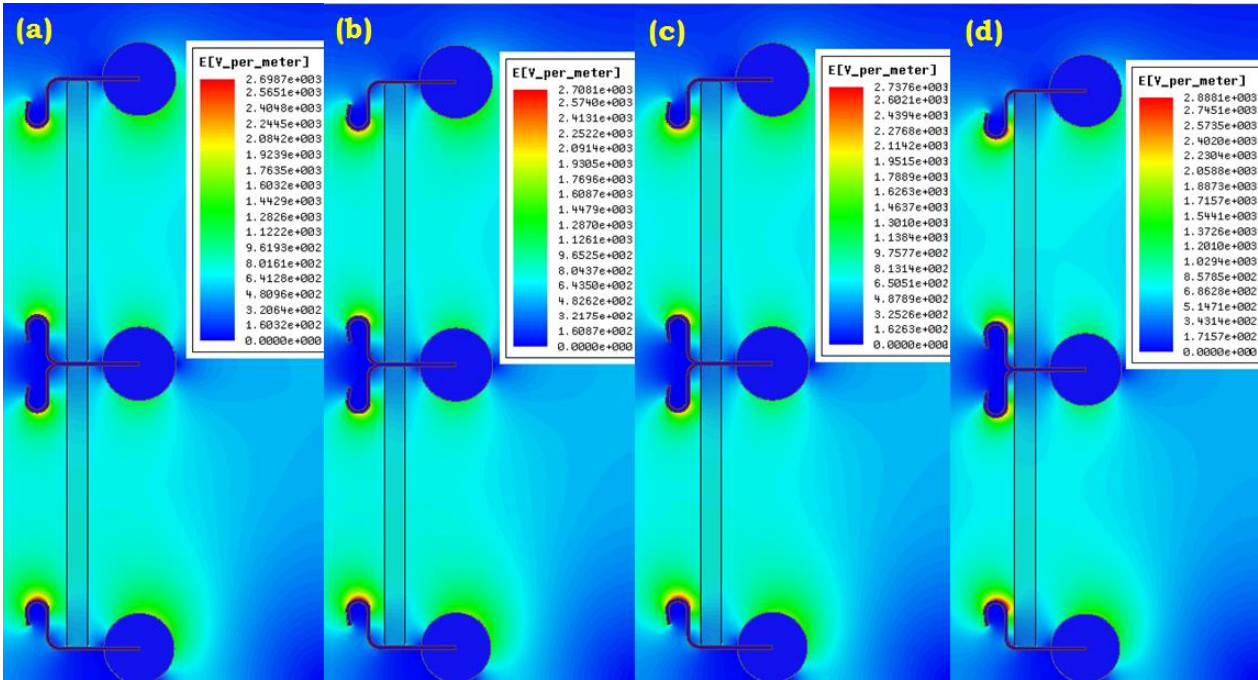 (a)
E[V_per_meter]
2.6987e+003
2.5651e+003
2.4048e+003
2.2445e+003
2.0842e+003
1.9239e+003
1.7635e+003
1.6032e+003
1.4429e+003
1.2826e+003
1.1222e+003
9.6193e+002
8.0161e+002
6.4128e+002
4.8096e+002
3.2064e+002
1.6032e+002
0.0000e+000
(b)
E[V_per_meter]
2.7081e+003
2.5740e+003
2.4131e+003
2.2522e+003
2.0914e+003
1.9305e+003
1.7696e+003
1.6087e+003
1.4479e+003
1.2870e+003
1.1261e+003
9.6525e+002
8.0437e+002
6.4350e+002
4.8262e+002
3.2175e+002
1.6087e+002
0.0000e+000
(c)
E[V_per_meter]
2.7376e+003
2.6021e+003
2.4394e+003
2.2768e+003
2.1142e+003
1.9515e+003
1.7889e+003
1.6263e+003
1.4637e+003
1.3010e+003
1.1384e+003
9.7577e+002
8.1314e+002
6.5051e+002
4.8789e+002
3.2526e+002
1.6263e+002
0.0000e+000
(d)
E[V_per_meter]
2.8881e+003
2.7451e+003
2.5735e+003
2.4020e+003
2.2304e+003
2.0588e+003
1.8873e+003
1.7157e+003
1.5441e+003
1.3726e+003
1.2010e+003
1.0294e+003
8.5785e+002
6.8628e+002
5.1471e+002
3.4314e+002
1.7157e+002
0.0000e+000